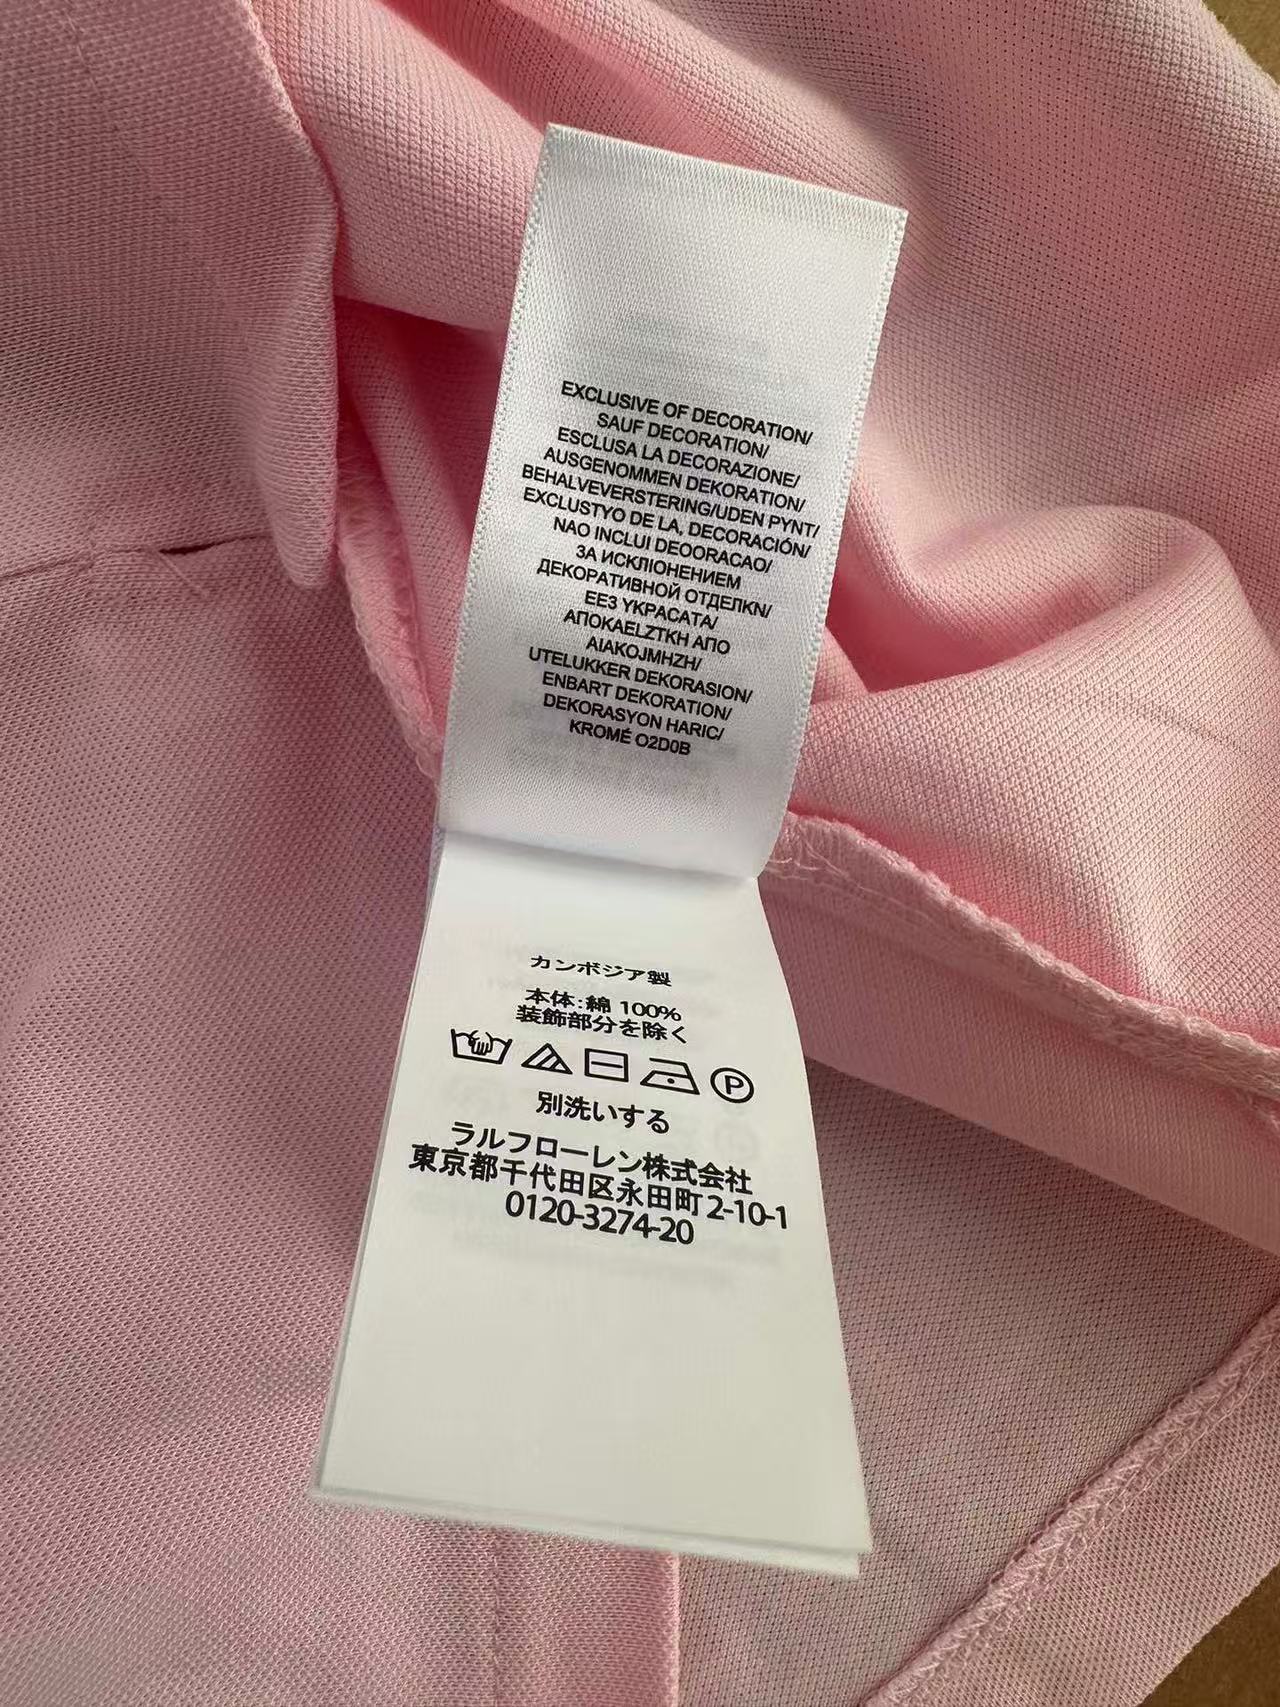 EXCLUSIVE OF DECORATION/
SAUF DECORATION/
ESCLUSA LA DECORAZIONE/
AUSGENOMMEN DEKORATION/
BEHALVEVERSTERING/UDEN PYNT/
EXCLUSTYO DE LA, DECORACIÓN/
NAO INCLUI DEOORACAO/
ЗА ИСКЛІОНЕНИЕМ
ДЕКОРАТИВНОЙ ОТДЕЛКN/
ЕЕЗ YКРАСАТА/
АПОКАЕLZТКН АПО
AIAKOJMHZH/
UTELUKKER DEKORASION/
ENBART DEKORATION/
DEKORASYON HARIC/
KROMÉ O2D0B
カンボジア製
本体:綿 100%
装飾部分を除く
P
別洗いする
ラルフローレン株式会社
東京都千代田区永田町2-10-1
0120-3274-20